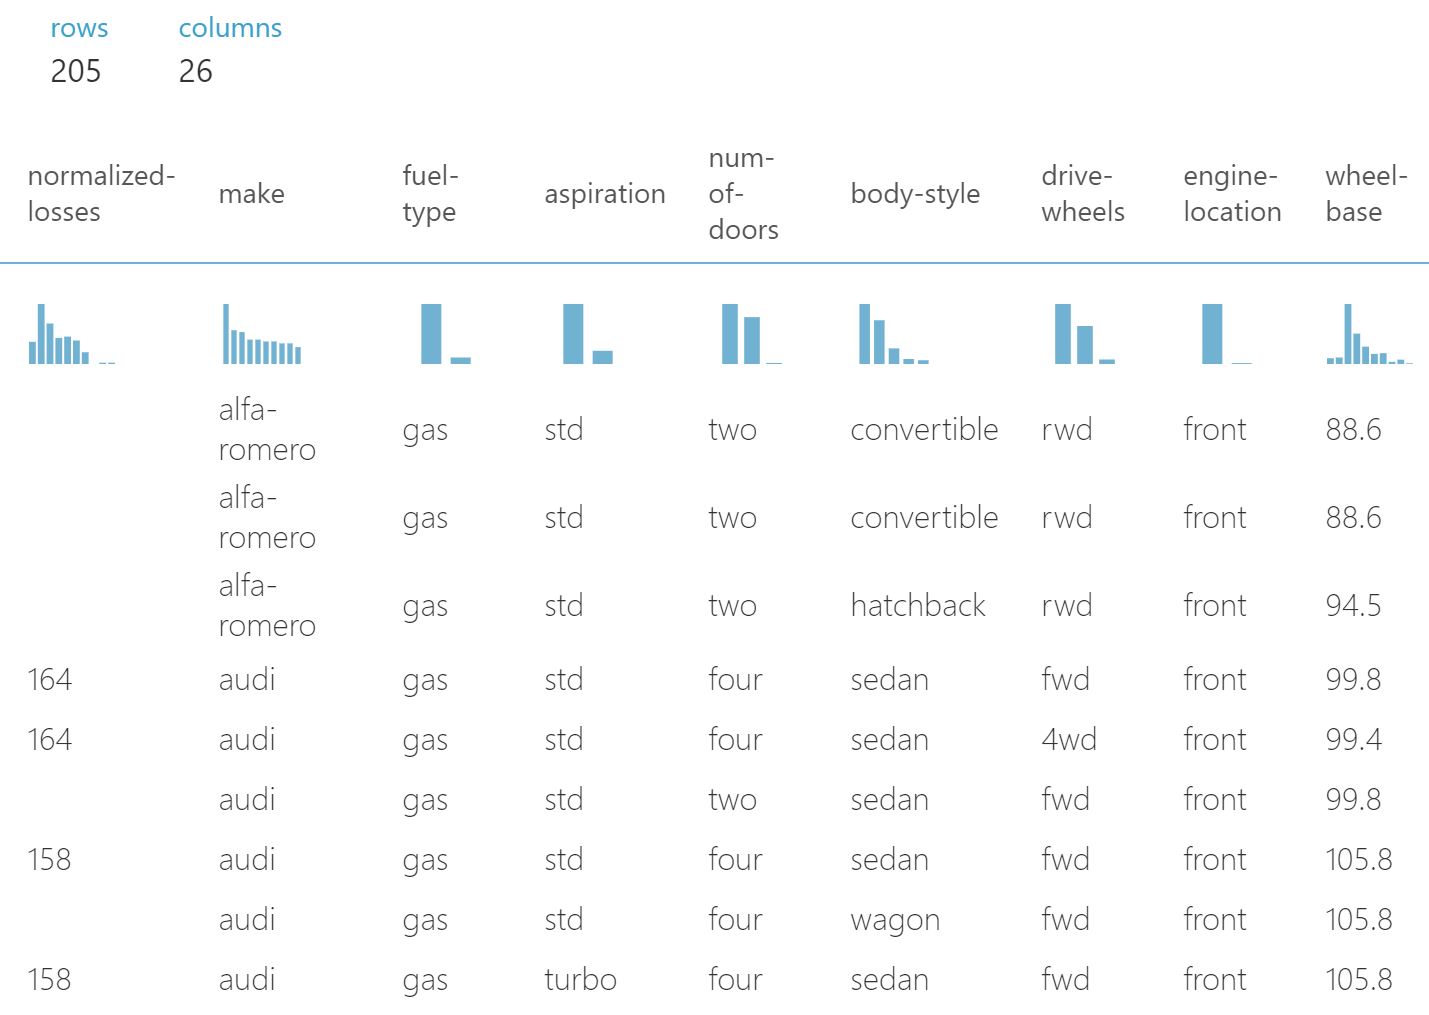 rows columns
205 26
normalized-losses make fuel-type aspiration num-of-doors body-style drive-wheels engine-location wheel-base
alfa-romero gas std two convertible rwd front 88.6
alfa-romero gas std two convertible rwd front 88.6
alfa-romero gas std two hatchback rwd front 94.5
164 audi gas std four sedan fwd front 99.8
164 audi gas std four sedan 4wd front 99.4
audi gas std two sedan fwd front 99.8
158 audi gas std four sedan fwd front 105.8
audi gas std four wagon fwd front 105.8
158 audi gas turbo four sedan fwd front 105.8